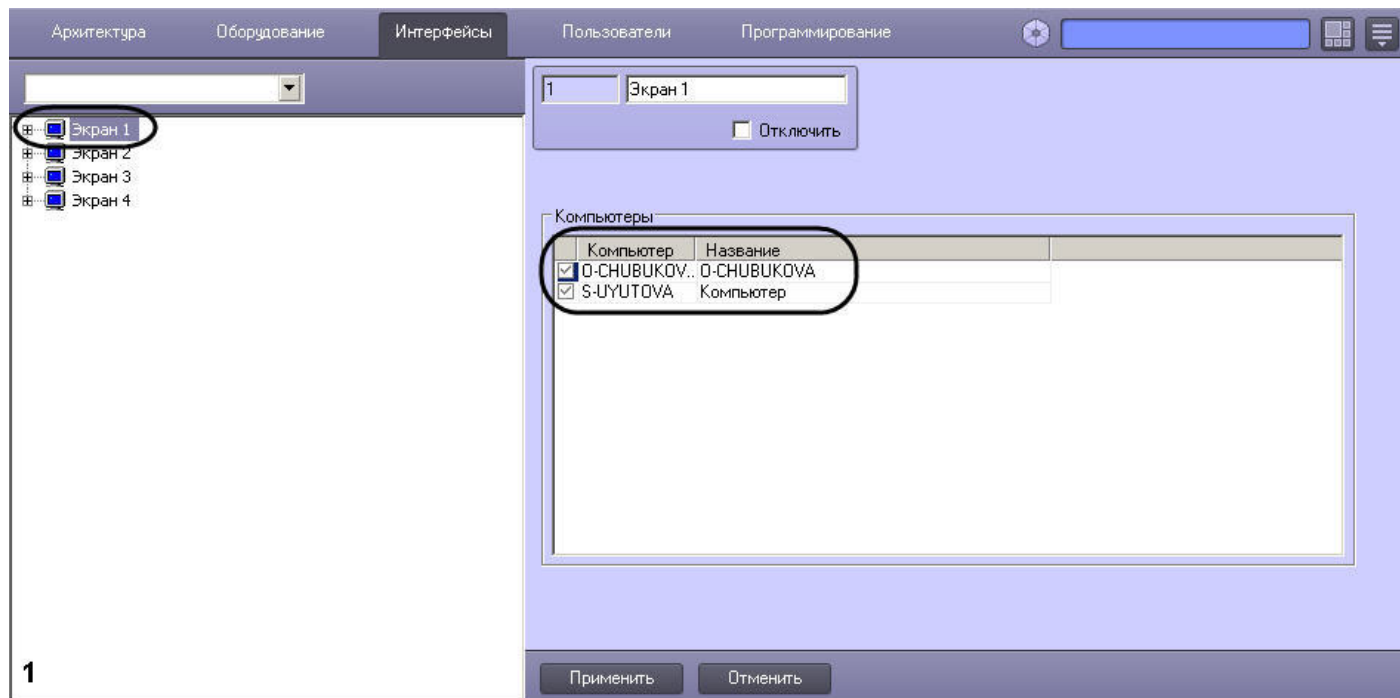 Архитектура Оборудование Интерфейсы Пользователи Программирование
Экран 1
Экран 2
Экран 3
Экран 4
1 Экран 1
Отключить
Компьютеры
Компьютер Название
O-CHUBUKOV.. O-CHUBUKOVA
S-UYUTOVA Компьютер
1
Применить Отменить